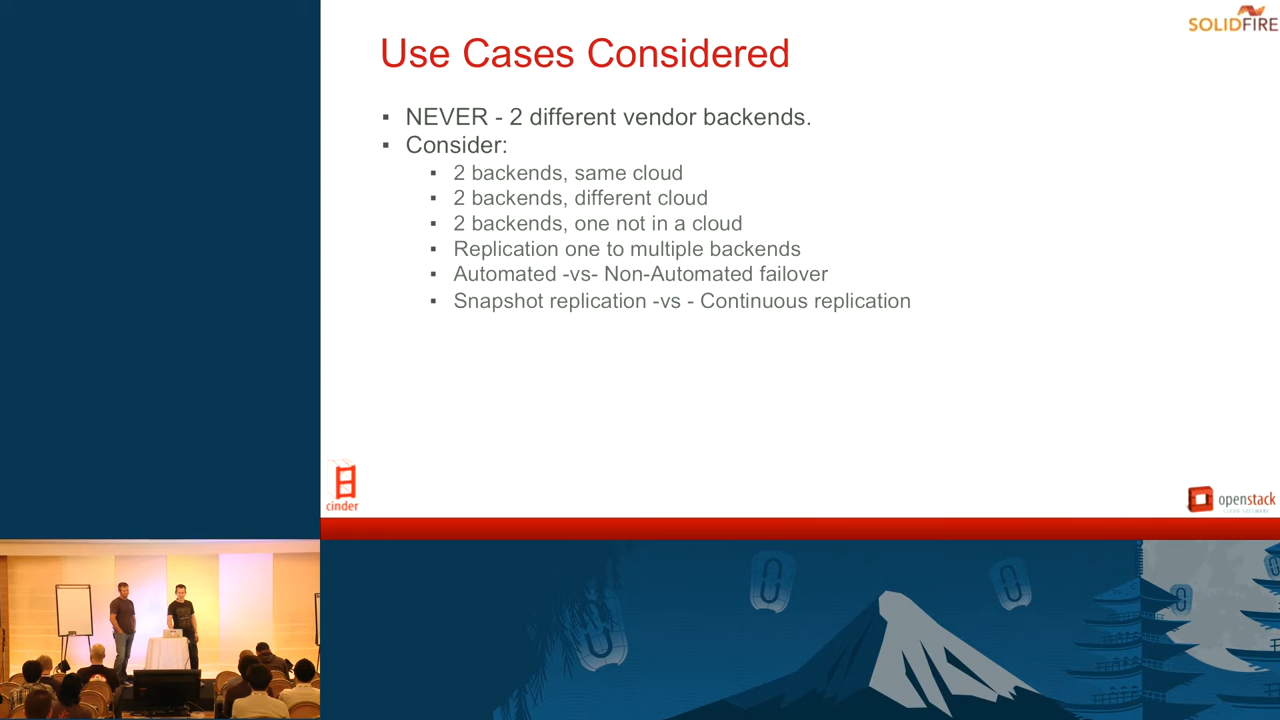 SOLIDFIRE
Use Cases Considered
▪ NEVER - 2 different vendor backends.
▪ Consider:
▪ 2 backends, same cloud
▪ 2 backends, different cloud
▪ 2 backends, one not in a cloud
▪ Replication one to multiple backends
▪ Automated -vs- Non-Automated failover
▪ Snapshot replication -vs - Continuous replication
cinder
openstack
CLOUD SOFTWARE